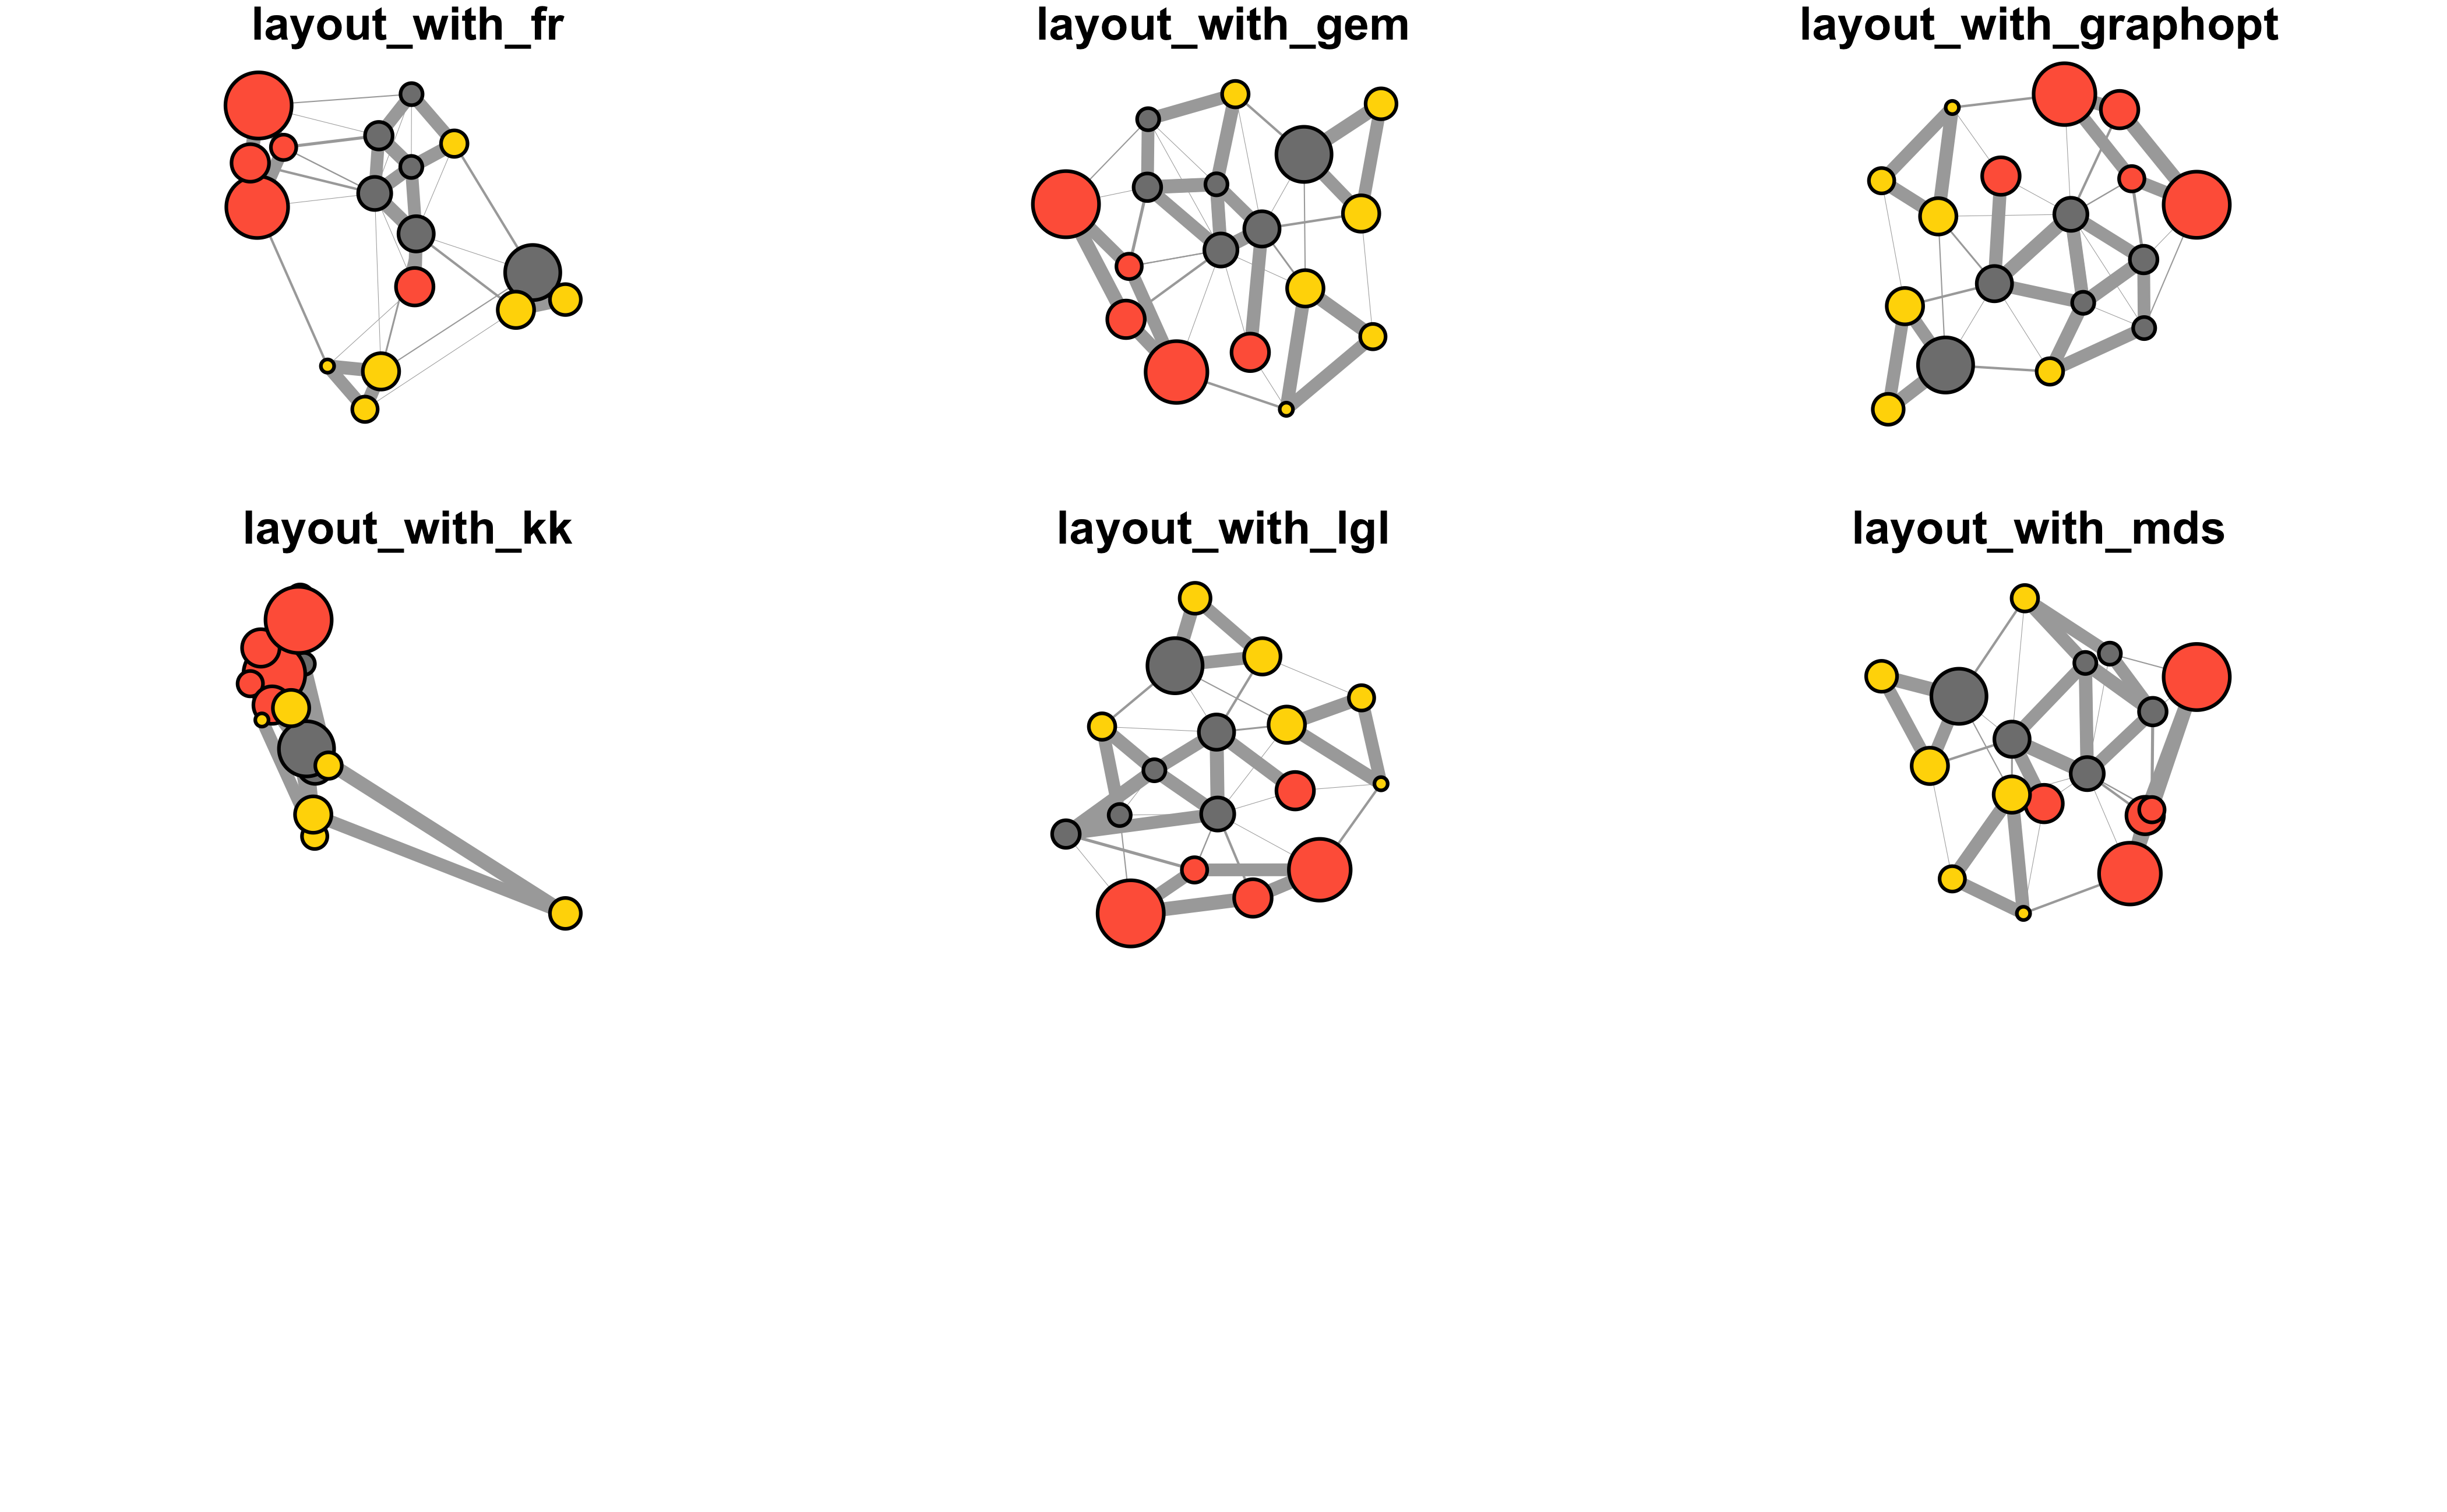 layout_with_fr
layout_with_gem
layout_with_graphopt
layout_with_kk
layout_with_lgl
layout_with_mds